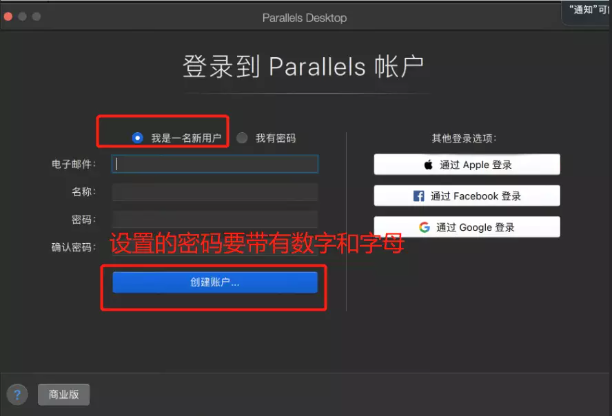 Parallels Desktop
“通知”可
登录到 Parallels 帐户
我是一名新用户
我有密码
电子邮件:
名称:
密码:
确认密码:
设置的密码要带有数字和字母
创建账户...
其他登录选项:
通过 Apple 登录
通过 Facebook 登录
G 通过 Google 登录
?
商业版